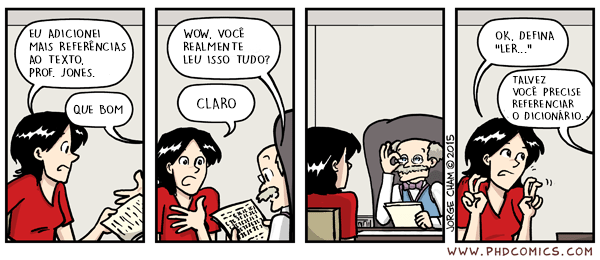 EU ADICIONEI
MAIS REFERÊNCIAS
AO TEXTO,
PROF. JONES.
QUE BOM
WOW, VOCÊ
REALMENTE
LEU ISSO TUDO?
CLARO
JORGE CHAM © 2015
OK, DEFINA
"LER..."
TALVEZ
VOCÊ PRECISE
REFERENCIAR
O DICIONÁRIO.
WWW.PHDCOMICS.COM